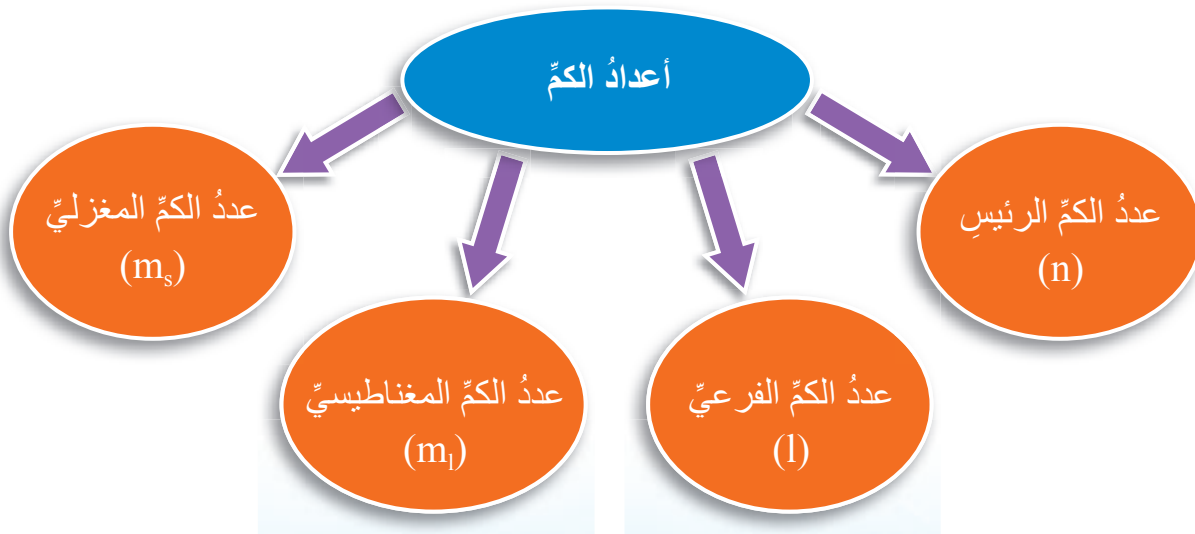 أعدادُ الكمِّ
عددُ الكمِّ الرئيسِ
(n)
عددُ الكمِّ الفرعيِّ
(l)
عددُ الكمِّ المغناطيسيِّ
(mₗ)
عددُ الكمِّ المغزليِّ
(mₛ)